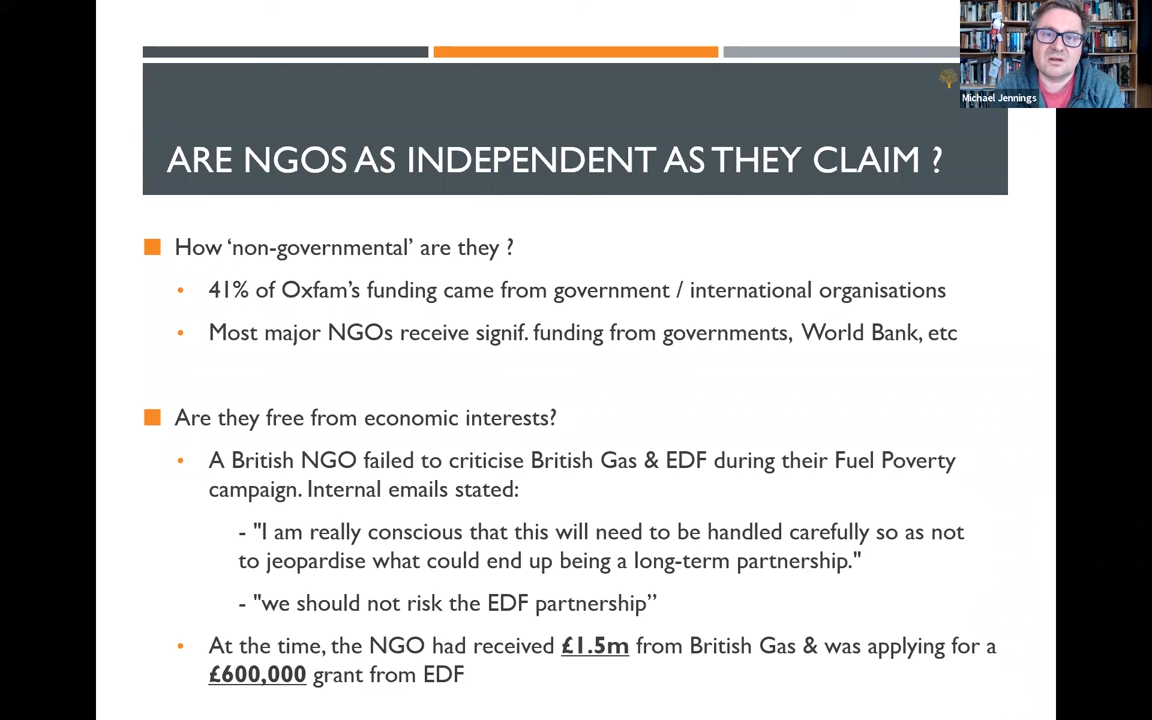 Michael Jennings
ARE NGOS AS INDEPENDENT AS THEY CLAIM ?
How ‘non-governmental’ are they ?
41% of Oxfam’s funding came from government / international organisations
Most major NGOs receive signif. funding from governments, World Bank, etc
Are they free from economic interests?
A British NGO failed to criticise British Gas & EDF during their Fuel Poverty
campaign. Internal emails stated:
- "I am really conscious that this will need to be handled carefully so as not
to jeopardise what could end up being a long-term partnership."
- "we should not risk the EDF partnership”
At the time, the NGO had received £1.5m from British Gas & was applying for a
£600,000 grant from EDF